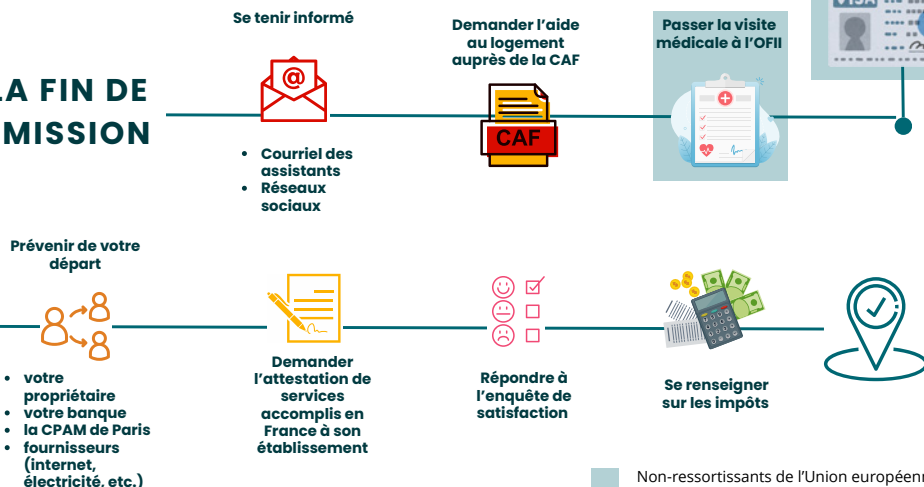 Se tenir informé
Demander l'aide
au logement
auprès de la CAF
Passer la visite
médicale à l'OFII
VISA
LA FIN DE
MISSION
@
CAF
• Courriel des
assistants
• Réseaux
sociaux
Prévenir de votre
départ
• votre
propriétaire
• votre banque
• la CPAM de Paris
• fournisseurs
(internet,
électricité, etc.)
Demander
l'attestation de
services
accomplis en
France à son
établissement
Répondre à
l'enquête de
satisfaction
Se renseigner
sur les impôts
Non-ressortissants de l'Union